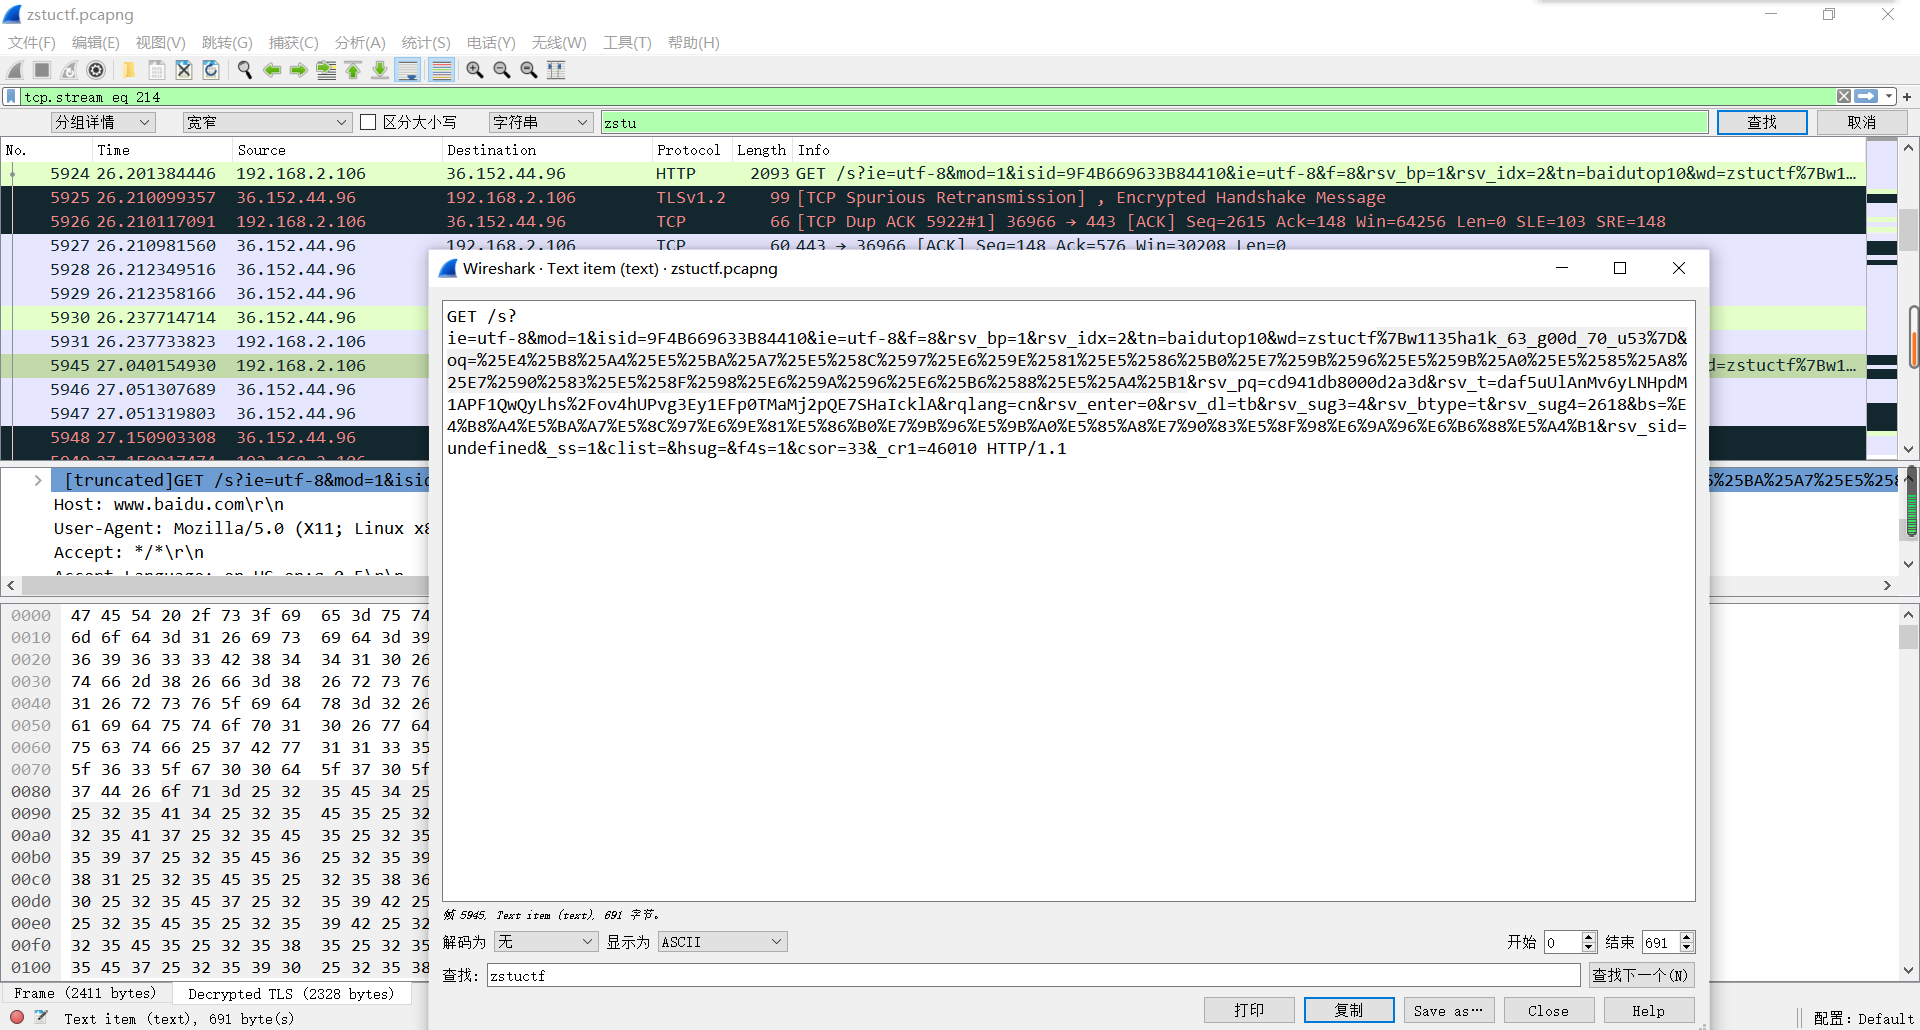 zstuctf.pcapng
文件(F) 编辑(E) 视图(V) 跳转(G) 捕获(C) 分析(A) 统计(S) 电话(Y) 无线(W) 工具(T) 帮助(H)
tcp.stream eq 214
分组详情 宽窄 区分大小写 字符串 zstu 查找 取消
No. Time Source Destination Protocol Length Info
5924 26.201384446 192.168.2.106 36.152.44.96 HTTP 2093 GET /s?ie=utf-8&mod=1&isid=9F4B669633B84410&ie=utf-8&f=8&rsv_bp=1&rsv_idx=2&tn=baidutop10&wd=zstuctf%7Bw1…
5925 26.210099357 36.152.44.96 192.168.2.106 TLSv1.2 99 [TCP Spurious Retransmission] , Encrypted Handshake Message
5926 26.210117091 192.168.2.106 36.152.44.96 TCP 66 [TCP Dup ACK 5922#1] 36966 → 443 [ACK] Seq=2615 Ack=148 Win=64256 Len=0 SLE=103 SRE=148
5927 26.210981560 36.152.44.96 192.168.2.106 TCP 60 443 → 36966 [ACK] Seq=148 Ack=576 Win=30208 Len=0
5928 26.212349516 36.152.44.96
5929 26.212358166 36.152.44.96
5930 26.237714714 36.152.44.96
5931 26.237733823 36.152.44.96
5945 27.040154930 192.168.2.106 d=zstuctf%7Bw1…
5946 27.051307689 36.152.44.96
5947 27.051319803 36.152.44.96
5948 27.150903308 36.152.44.96
Wireshark · Text item (text) · zstuctf.pcapng
GET /s?
ie=utf-8&mod=1&isid=9F4B669633B84410&ie=utf-8&f=8&rsv_bp=1&rsv_idx=2&tn=baidutop10&wd=zstuctf%7Bw1135ha1k_63_g00d_70_u53%7D&
oq=%25E4%25B8%25A4%25E5%25BA%25A7%25E5%258C%2597%25E6%259E%2581%25E5%2586%25B0%25E7%259B%2596%25E5%259B%25A0%25E5%2585%25A8%
25E7%2590%2583%25E5%258F%2598%25E6%259A%2596%25E6%25B6%2588%25E5%25A4%25B1&rsv_pq=cd941db8000d2a3d&rsv_t=daf5uUlAnMv6yLNHpdM
1APF1QwQyLhs%2Fov4hUPvg3Ey1EFp0TMaMj2pQE7SHaIcklA&rqlang=cn&rsv_enter=0&rsv_dl=tb&rsv_sug3=4&rsv_btype=t&rsv_sug4=2618&bs=%E
4%B8%A4%E5%BA%A7%E5%8C%97%E6%9E%81%E5%86%B0%E7%9B%96%E5%9B%A0%E5%85%A8%E7%90%83%E5%8F%98%E6%9A%96%E6%B6%88%E5%A4%B1&rsv_sid=
undefined&_ss=1&clist=&hsug=&f4s=1&csor=33&_cr1=46010 HTTP/1.1
[truncated]GET /s?ie=utf-8&mod=1&isi 5%25BA%25A7%25E5%258
Host: www.baidu.com\r\n
User-Agent: Mozilla/5.0 (X11; Linux x8
Accept: */*\r\n
0000 47 45 54 20 2f 73 3f 69 65 3d 75 74
0010 6d 6f 64 3d 31 26 69 73 69 64 3d 39
0020 36 39 36 33 33 42 38 34 34 31 30 26
0030 74 66 2d 38 26 66 3d 38 26 72 73 76
0040 31 26 72 73 76 5f 69 64 78 3d 32 26
0050 61 69 64 75 74 6f 70 31 30 26 77 64
0060 75 63 74 66 25 37 42 77 31 31 33 35
0070 5f 36 33 5f 67 30 30 64 5f 37 30 5f
0080 37 44 26 6f 71 3d 25 32 35 45 34 25
0090 25 32 35 41 34 25 32 35 45 35 25 32
00a0 32 35 41 37 25 32 35 45 35 25 32 35
00b0 35 39 37 25 32 35 45 36 25 32 35 39
00c0 38 31 25 32 35 45 35 25 32 35 38 36
00d0 30 25 32 35 45 37 25 32 35 39 42 25
00e0 25 32 35 45 35 25 32 35 39 42 25 32
00f0 32 35 45 35 25 32 35 38 35 25 32 35
0100 35 45 37 25 32 35 39 30 25 32 35 38
帧 5945, Text item (text), 691 字节。
解码为 无 显示为 ASCII 开始 0 结束 691
查找: zstuctf 查找下一个(N)
打印 复制 Save as… Close Help
Frame (2411 bytes) Decrypted TLS (2328 bytes)
Text item (text), 691 byte(s) 配置: Default